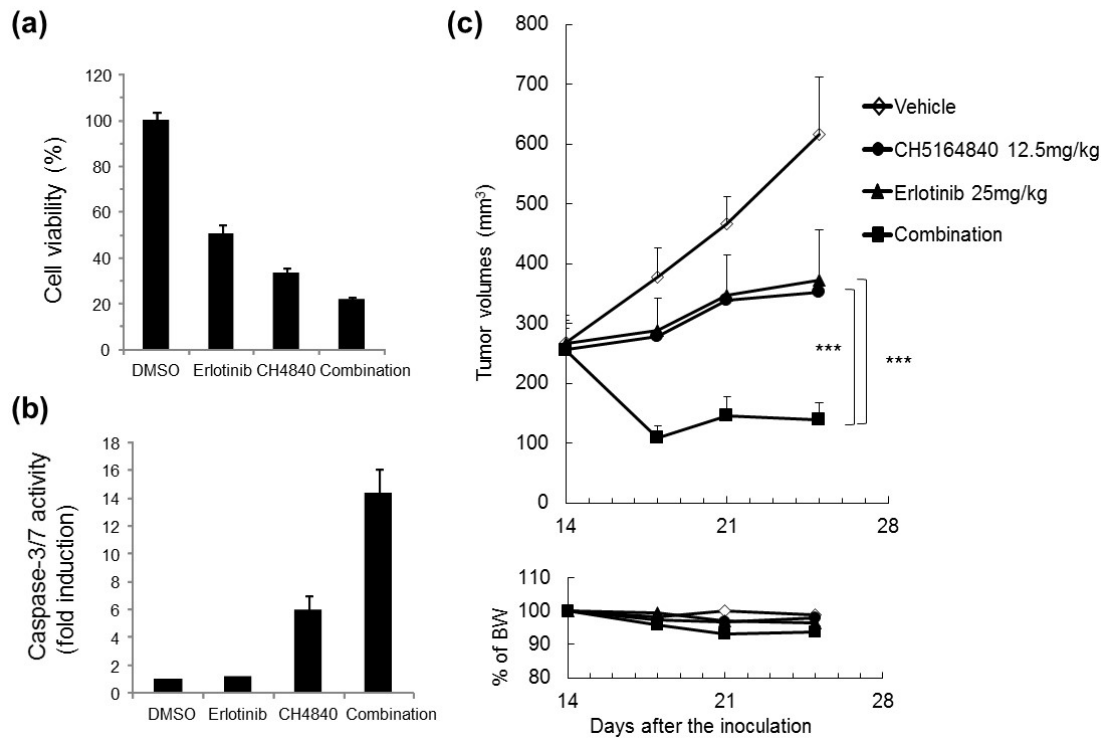 (a)
Cell viability (%)
120
100
80
60
40
20
0
DMSO Erlotinib CH4840 Combination
(b)
Caspase-3/7 activity
(fold induction)
18
16
14
12
10
8
6
4
2
0
DMSO Erlotinib CH4840 Combination
(c)
Tumor volumes (mm³)
800
700
600
500
400
300
200
100
0
14 21 28
Vehicle
CH5164840 12.5mg/kg
Erlotinib 25mg/kg
Combination
***
***
% of BW
110
100
90
80
14 21 28
Days after the inoculation